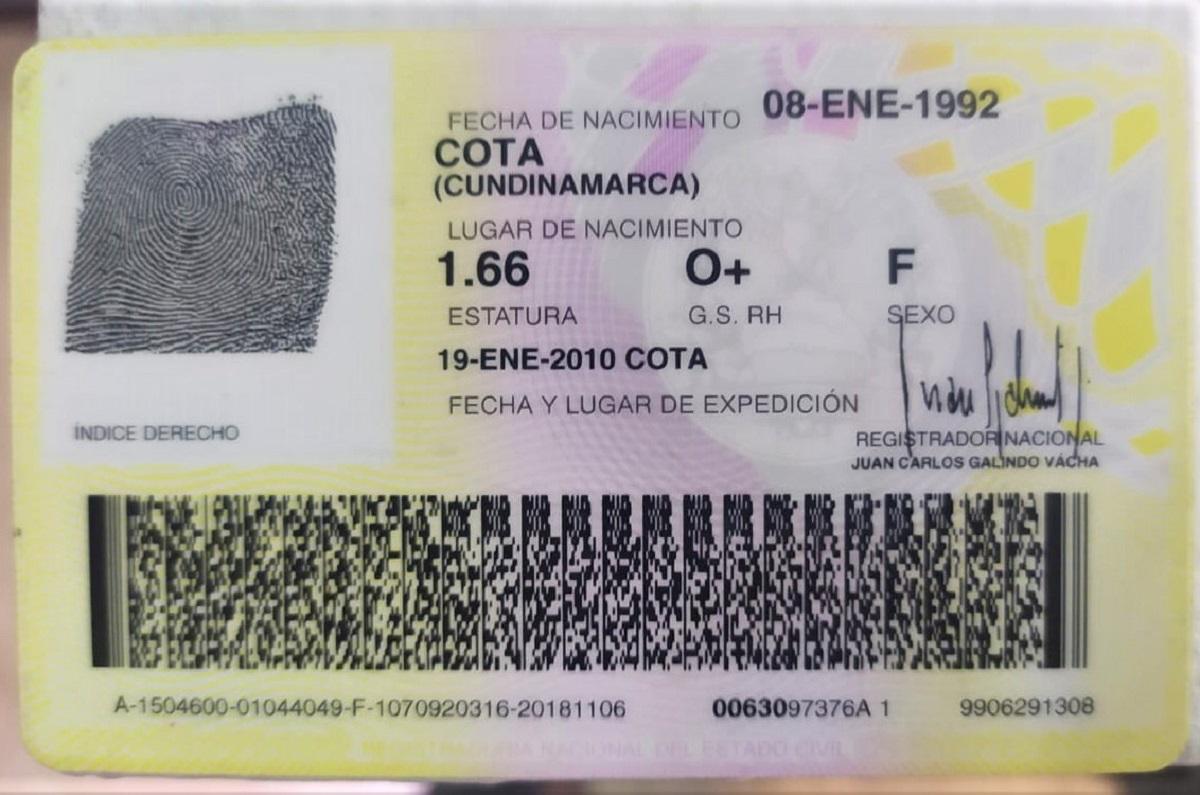 08-ENE-1992
FECHA DE NACIMIENTO
COTA
(CUNDINAMARCA)
LUGAR DE NACIMIENTO
1.66 O+ F
ESTATURA G.S. RH SEXO
19-ENE-2010 COTA
FECHA Y LUGAR DE EXPEDICIÓN
ÍNDICE DERECHO
REGISTRADOR NACIONAL
JUAN CARLOS GALINDO VÁCHA
A-1504600-01044049-F-1070920316-20181106 0063097376A 1 9906291308
REGISTRADURIA NACIONAL DEL ESTADO CIVIL